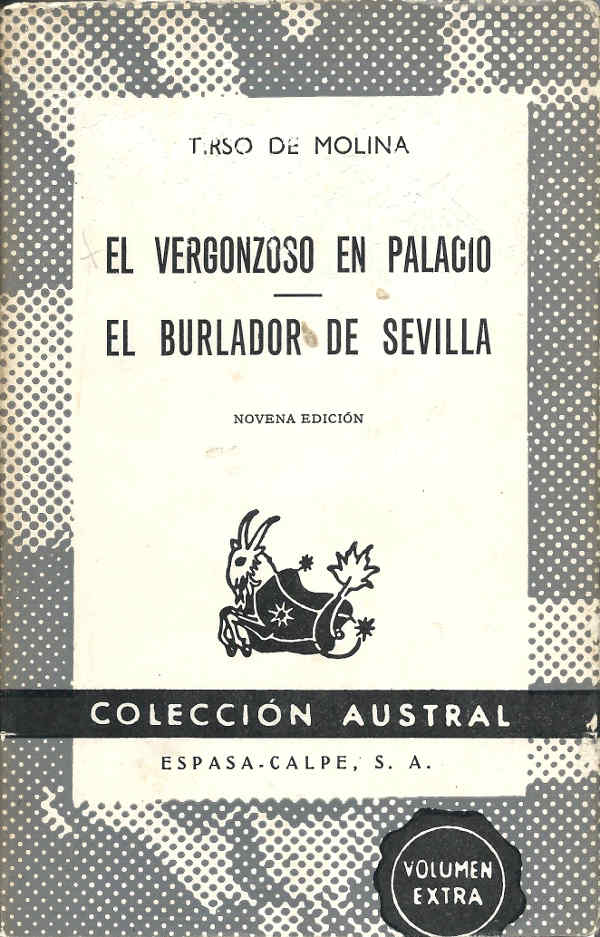 TIRSO DE MOLINA
EL VERGONZOSO EN PALACIO
EL BURLADOR DE SEVILLA
NOVENA EDICIÓN
COLECCIÓN AUSTRAL
ESPASA-CALPE, S. A.
VOLUMEN
EXTRA